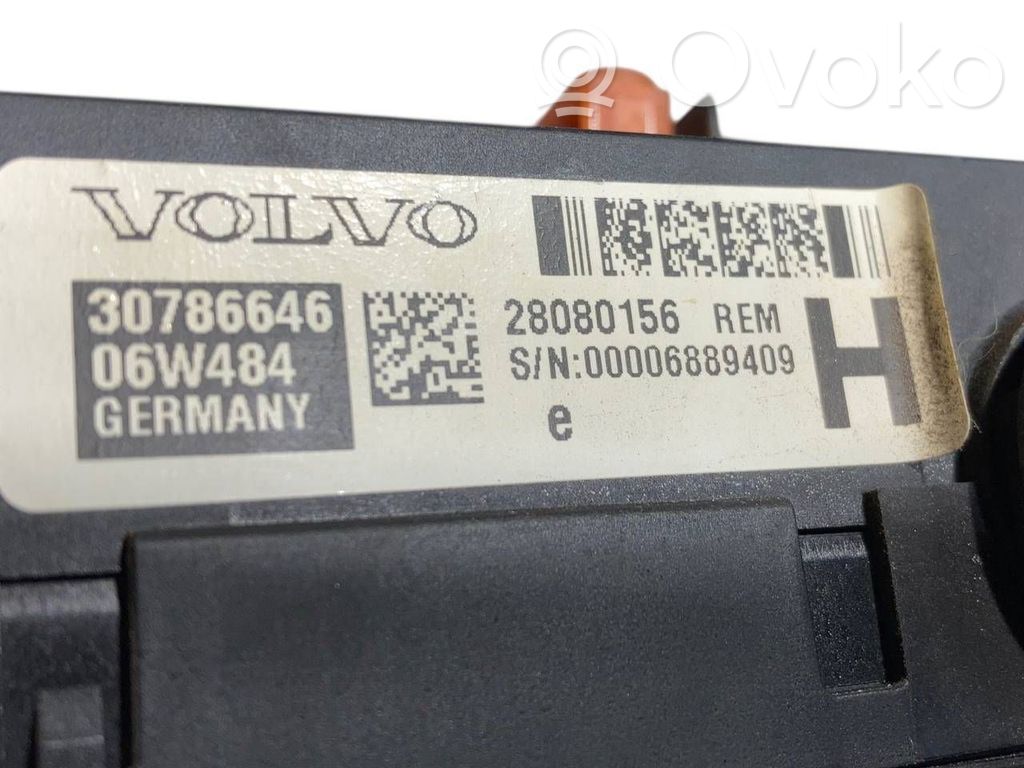 Ovoko
VOLVO
30786646
06W484
GERMANY
28080156 REM
S/N:00006889409
e
H